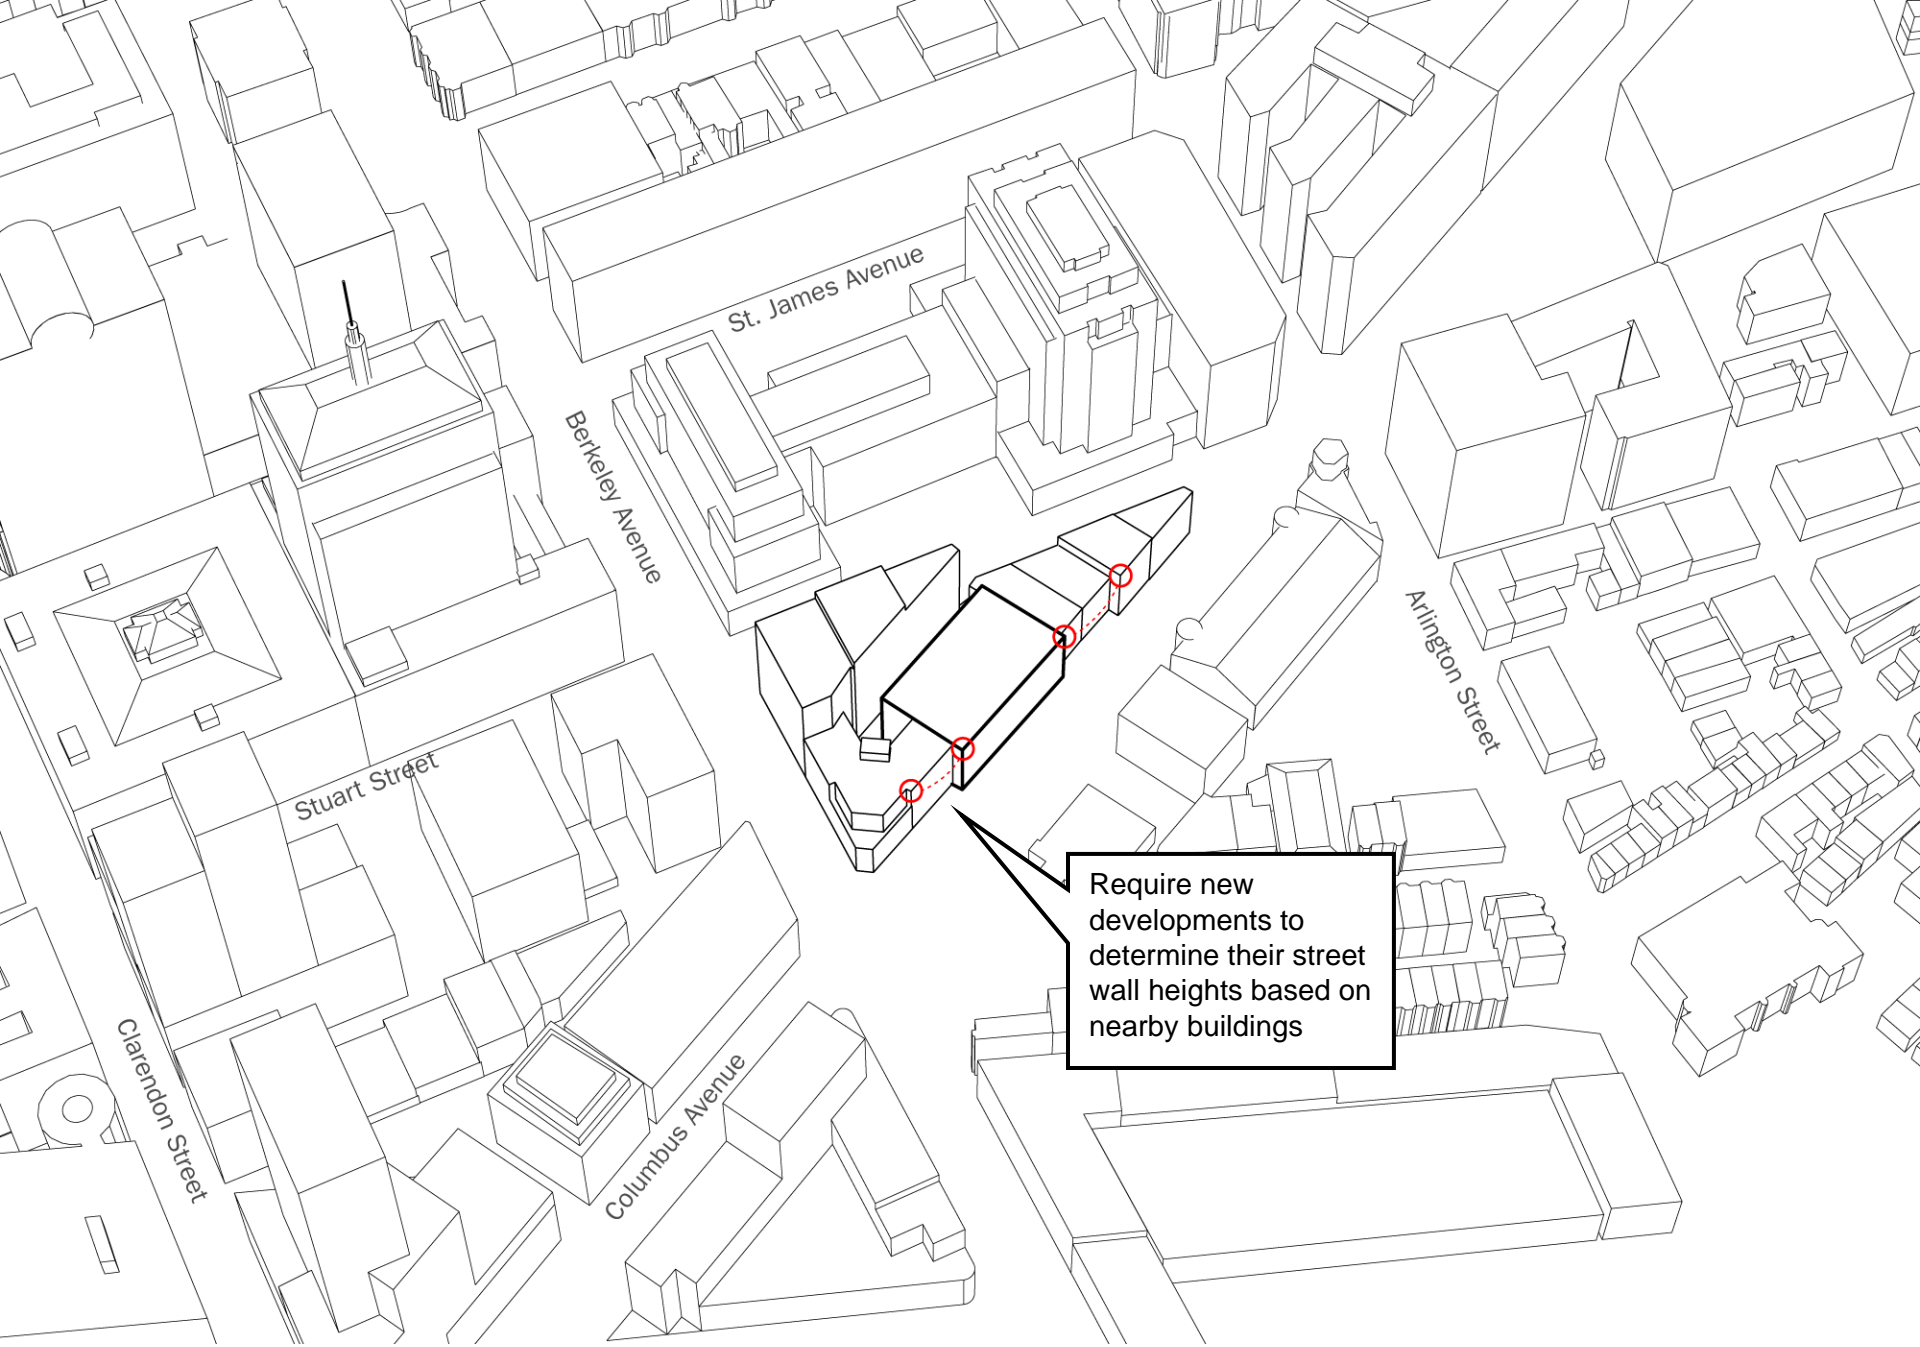 St. James Avenue
Berkeley Avenue
Arlington Street
Stuart Street
Require new
developments to
determine their street
wall heights based on
nearby buildings
Clarendon Street
Columbus Avenue